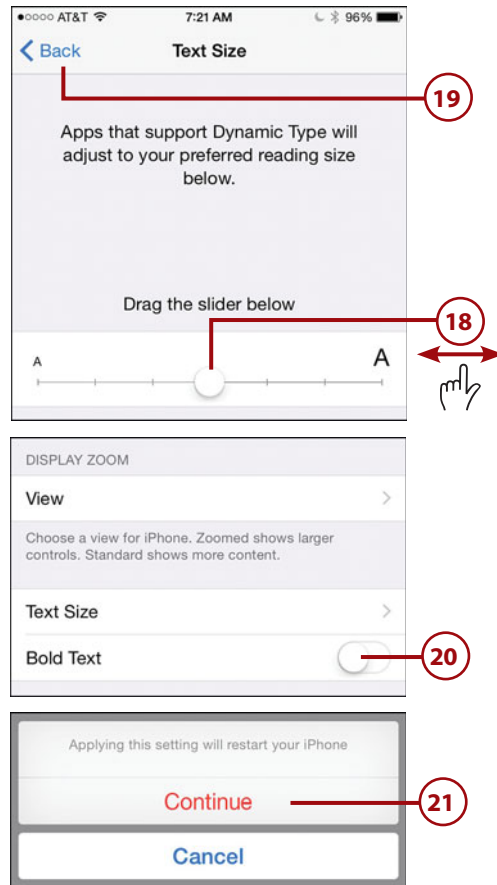 ●○○○○ AT&T 7:21 AM 96%
Back Text Size
19
Apps that support Dynamic Type will
adjust to your preferred reading size
below.
Drag the slider below
18
A A
DISPLAY ZOOM
View
Choose a view for iPhone. Zoomed shows larger
controls. Standard shows more content.
Text Size
Bold Text
20
Applying this setting will restart your iPhone
Continue
21
Cancel